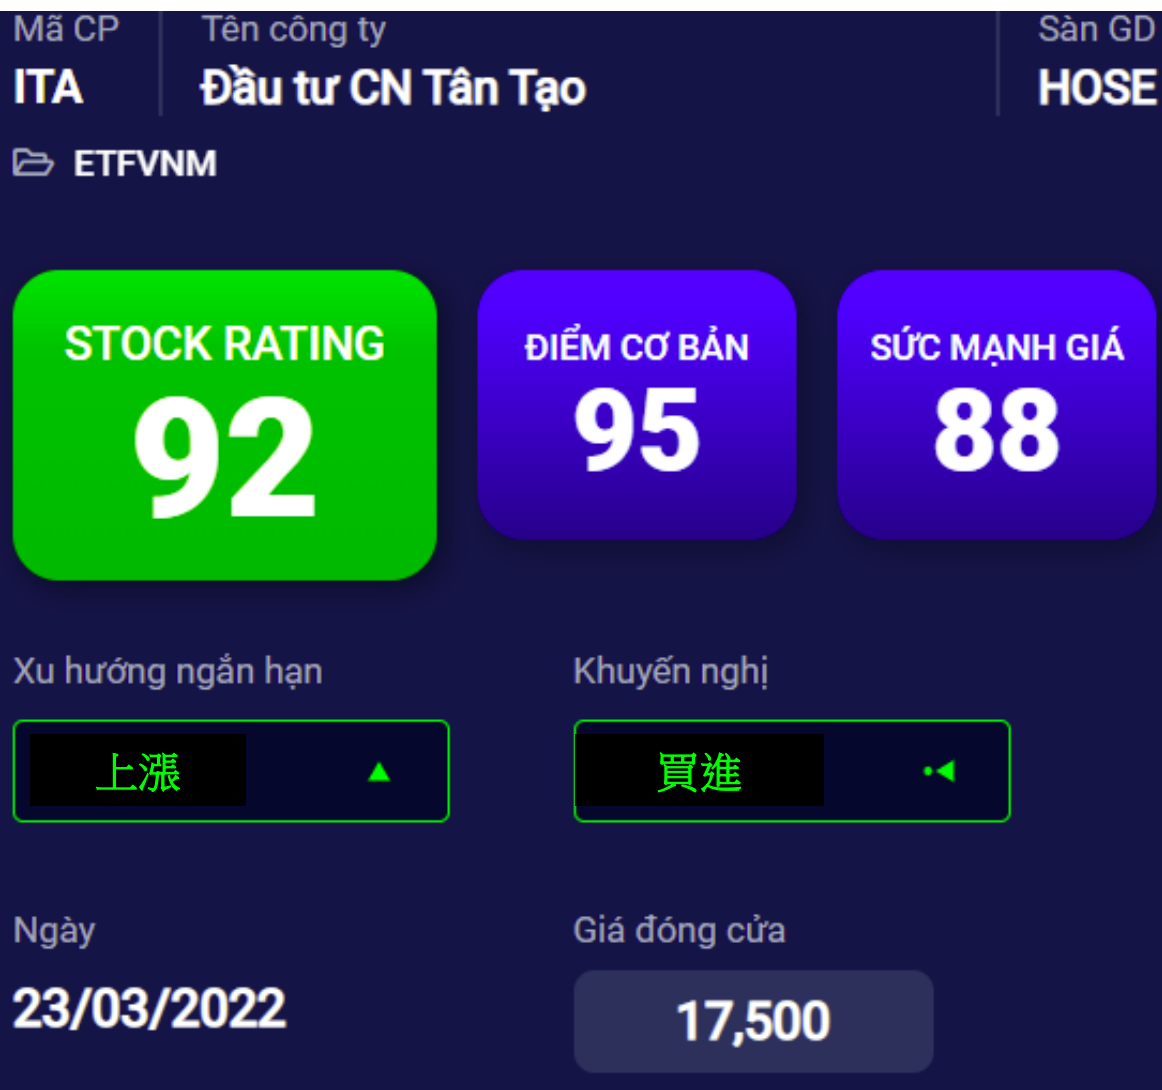 Mã CP
Tên công ty
Sàn GD
ITA
Đầu tư CN Tân Tạo
HOSE
ETFVNM
STOCK RATING
92
ĐIỂM CƠ BẢN
95
SỨC MẠNH GIÁ
88
Xu hướng ngắn hạn
Khuyến nghị
上漲
買進
Ngày
Giá đóng cửa
23/03/2022
17,500